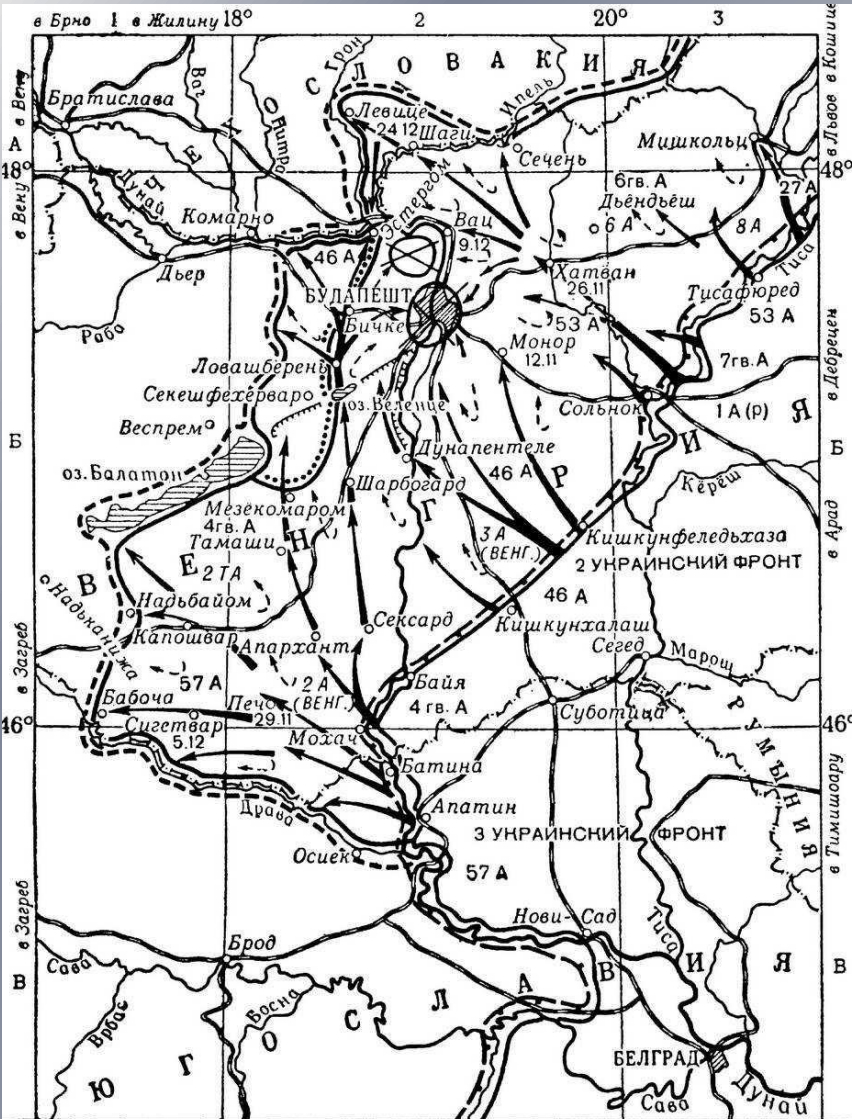 в Брно 1 в Жилину 18° 2 20° 3
в Кошице
в Вену
Грон
СЛОВАКИЯ
Ваг
Нитра
Ипель
Братислава
Левице
24.12
Шаги
Сечень
Мишкольц
в Львов
А
48°
48°
в Вену
Дунай
6гв. А
27 А
Дьёндьёш
Комарно
Эстергом
Вац
9.12
6 А
8 А
Тиса
46 А
Дьер
Хатван
26.11
Тисафюред
БУДАПЕШТ
Бичке
53 А
53 А
Раба
Монор
12.11
7гв. А
в Дебрецен
Ловашберень
Секешфехервар
оз. Веленце
Сольнок
1 А (р)
Веспрем
Б
Б
Дунапентеле
оз. Балатон
46 А
Шарбогард
Кёрёш
Мезекомаром
4гв. А
Тамаши
3 А
(ВЕНГ.)
Кишкунфеледьхаза
2 УКРАИНСКИЙ ФРОНТ
в Арад
ВЕНГРИЯ
2 ТА
46 А
Надьканижа
Надьбайом
Капошвар
Сексард
Кишкунхалаш
Сегед
в Загреб
Апархант
Марош
57 А
2 А
(ВЕНГ.)
Байя
Бабоча
Печ
29.11
4 гв. А
46°
Сигетвар
5.12
Мохач
Суботица
46°
РУМЫНИЯ
Батина
Драва
Апатин
в Тимишоару
3 УКРАИНСКИЙ ФРОНТ
Осиек
57 А
в Загреб
Нови-Сад
Тиса
Брод
Сава
В
В
Врбас
Босна
ЮГОСЛАВИЯ
БЕЛГРАД
Сава
Дунай